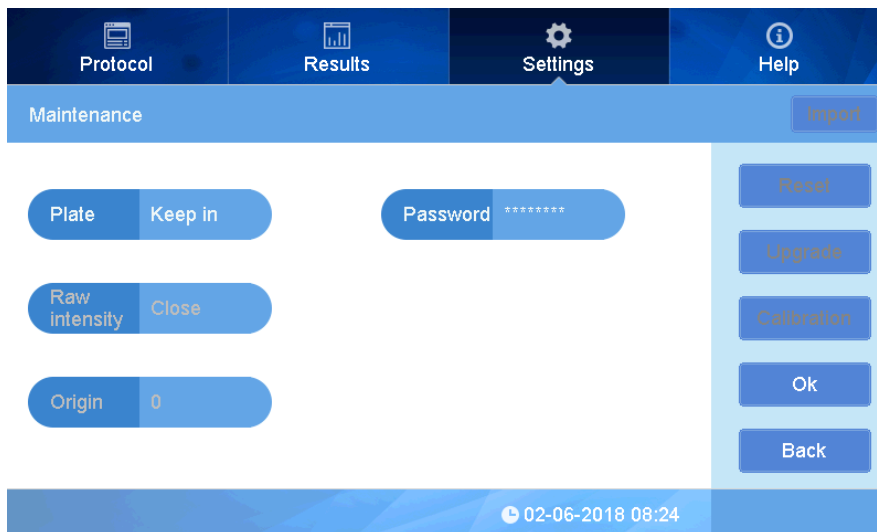 Protocol
Results
Settings
Help
Maintenance
Import
Plate
Keep in
Password
********
Reset
Upgrade
Raw
intensity
Close
Calibration
Origin
0
Ok
Back
02-06-2018 08:24